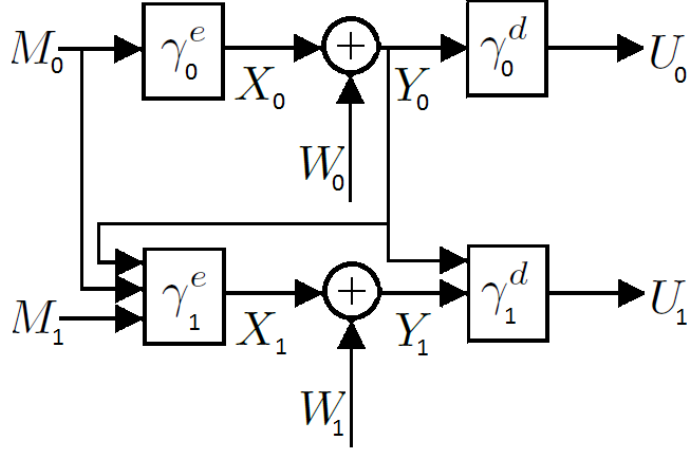 M₀ γ₀ᵉ + γ₀ᵈ U₀
X₀ Y₀
W₀
γ₁ᵉ + γ₁ᵈ U₁
M₁ X₁ Y₁
W₁